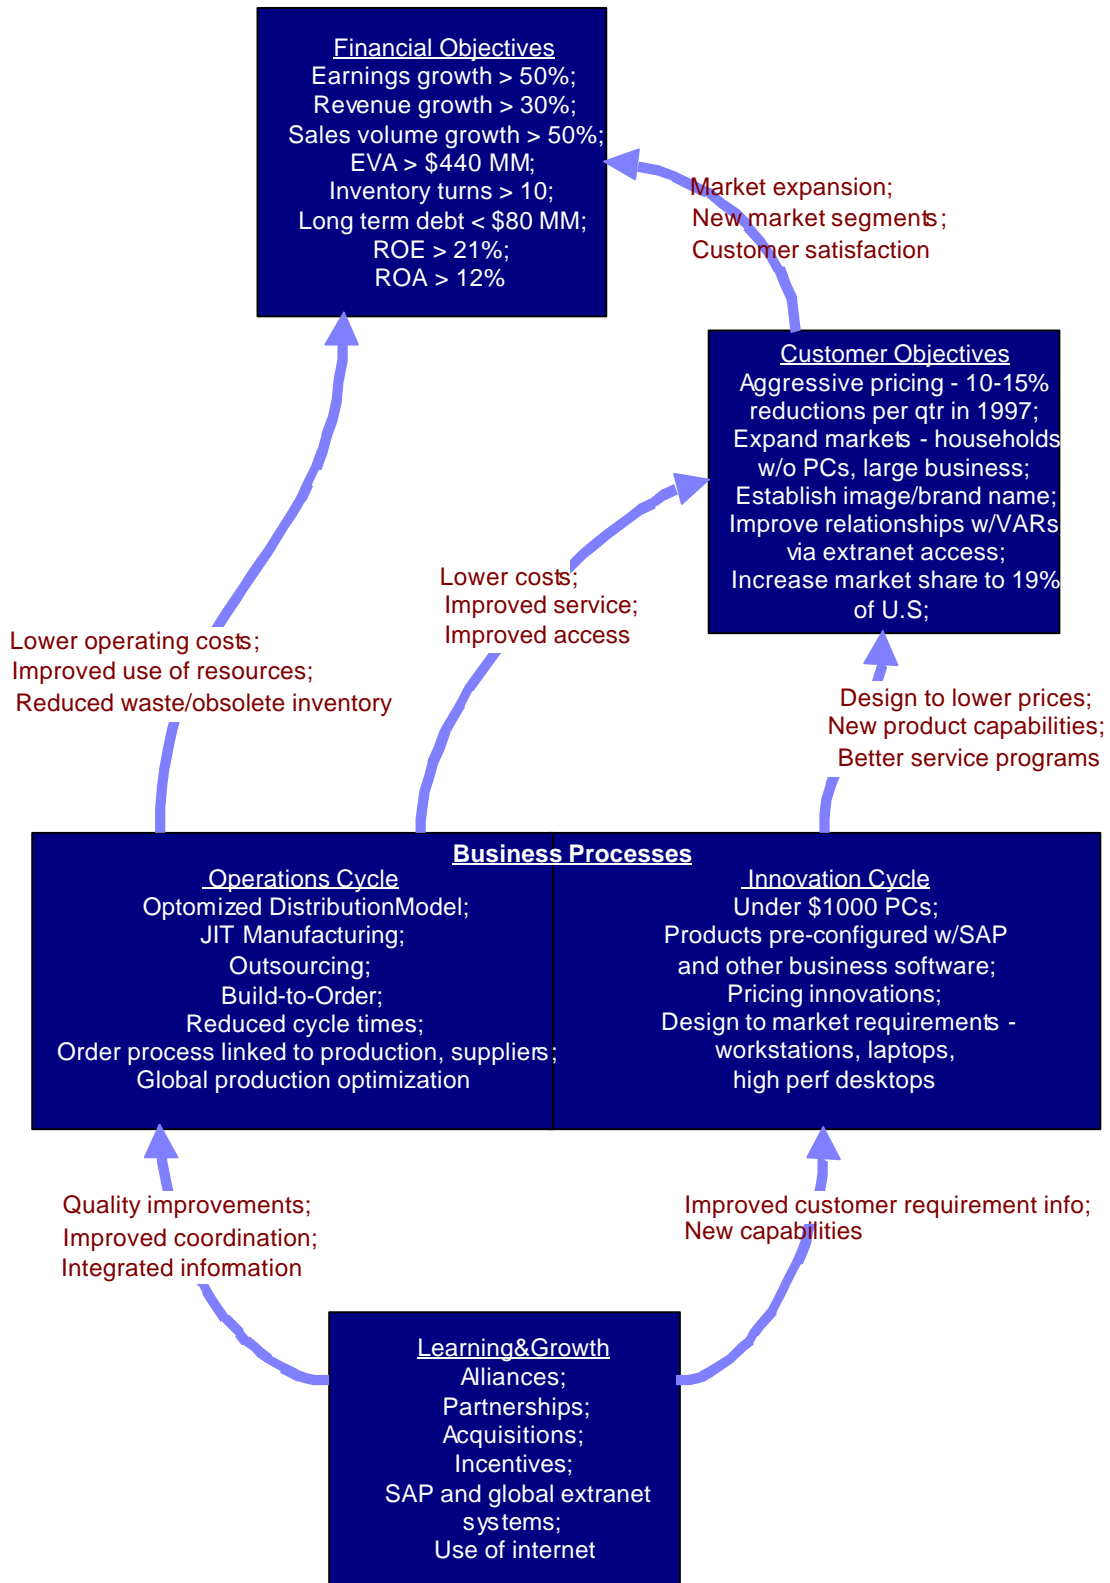 Financial Objectives
Earnings growth > 50%;
Revenue growth > 30%;
Sales volume growth > 50%;
EVA > $440 MM;
Inventory turns > 10;
Long term debt < $80 MM;
ROE > 21%;
ROA > 12%
Market expansion;
New market segments;
Customer satisfaction
Customer Objectives
Aggressive pricing - 10-15%
reductions per qtr in 1997;
Expand markets - households
w/o PCs, large business;
Establish image/brand name;
Improve relationships w/VARs
via extranet access;
Increase market share to 19%
of U.S;
Lower costs;
Improved service;
Improved access
Lower operating costs;
Improved use of resources;
Reduced waste/obsolete inventory
Design to lower prices;
New product capabilities;
Better service programs
Business Processes
Operations Cycle
Optomized DistributionModel;
JIT Manufacturing;
Outsourcing;
Build-to-Order;
Reduced cycle times;
Order process linked to production, suppliers;
Global production optimization
Innovation Cycle
Under $1000 PCs;
Products pre-configured w/SAP
and other business software;
Pricing innovations;
Design to market requirements -
workstations, laptops,
high perf desktops
Quality improvements;
Improved coordination;
Integrated information
Improved customer requirement info;
New capabilities
Learning&Growth
Alliances;
Partnerships;
Acquisitions;
Incentives;
SAP and global extranet
systems;
Use of internet